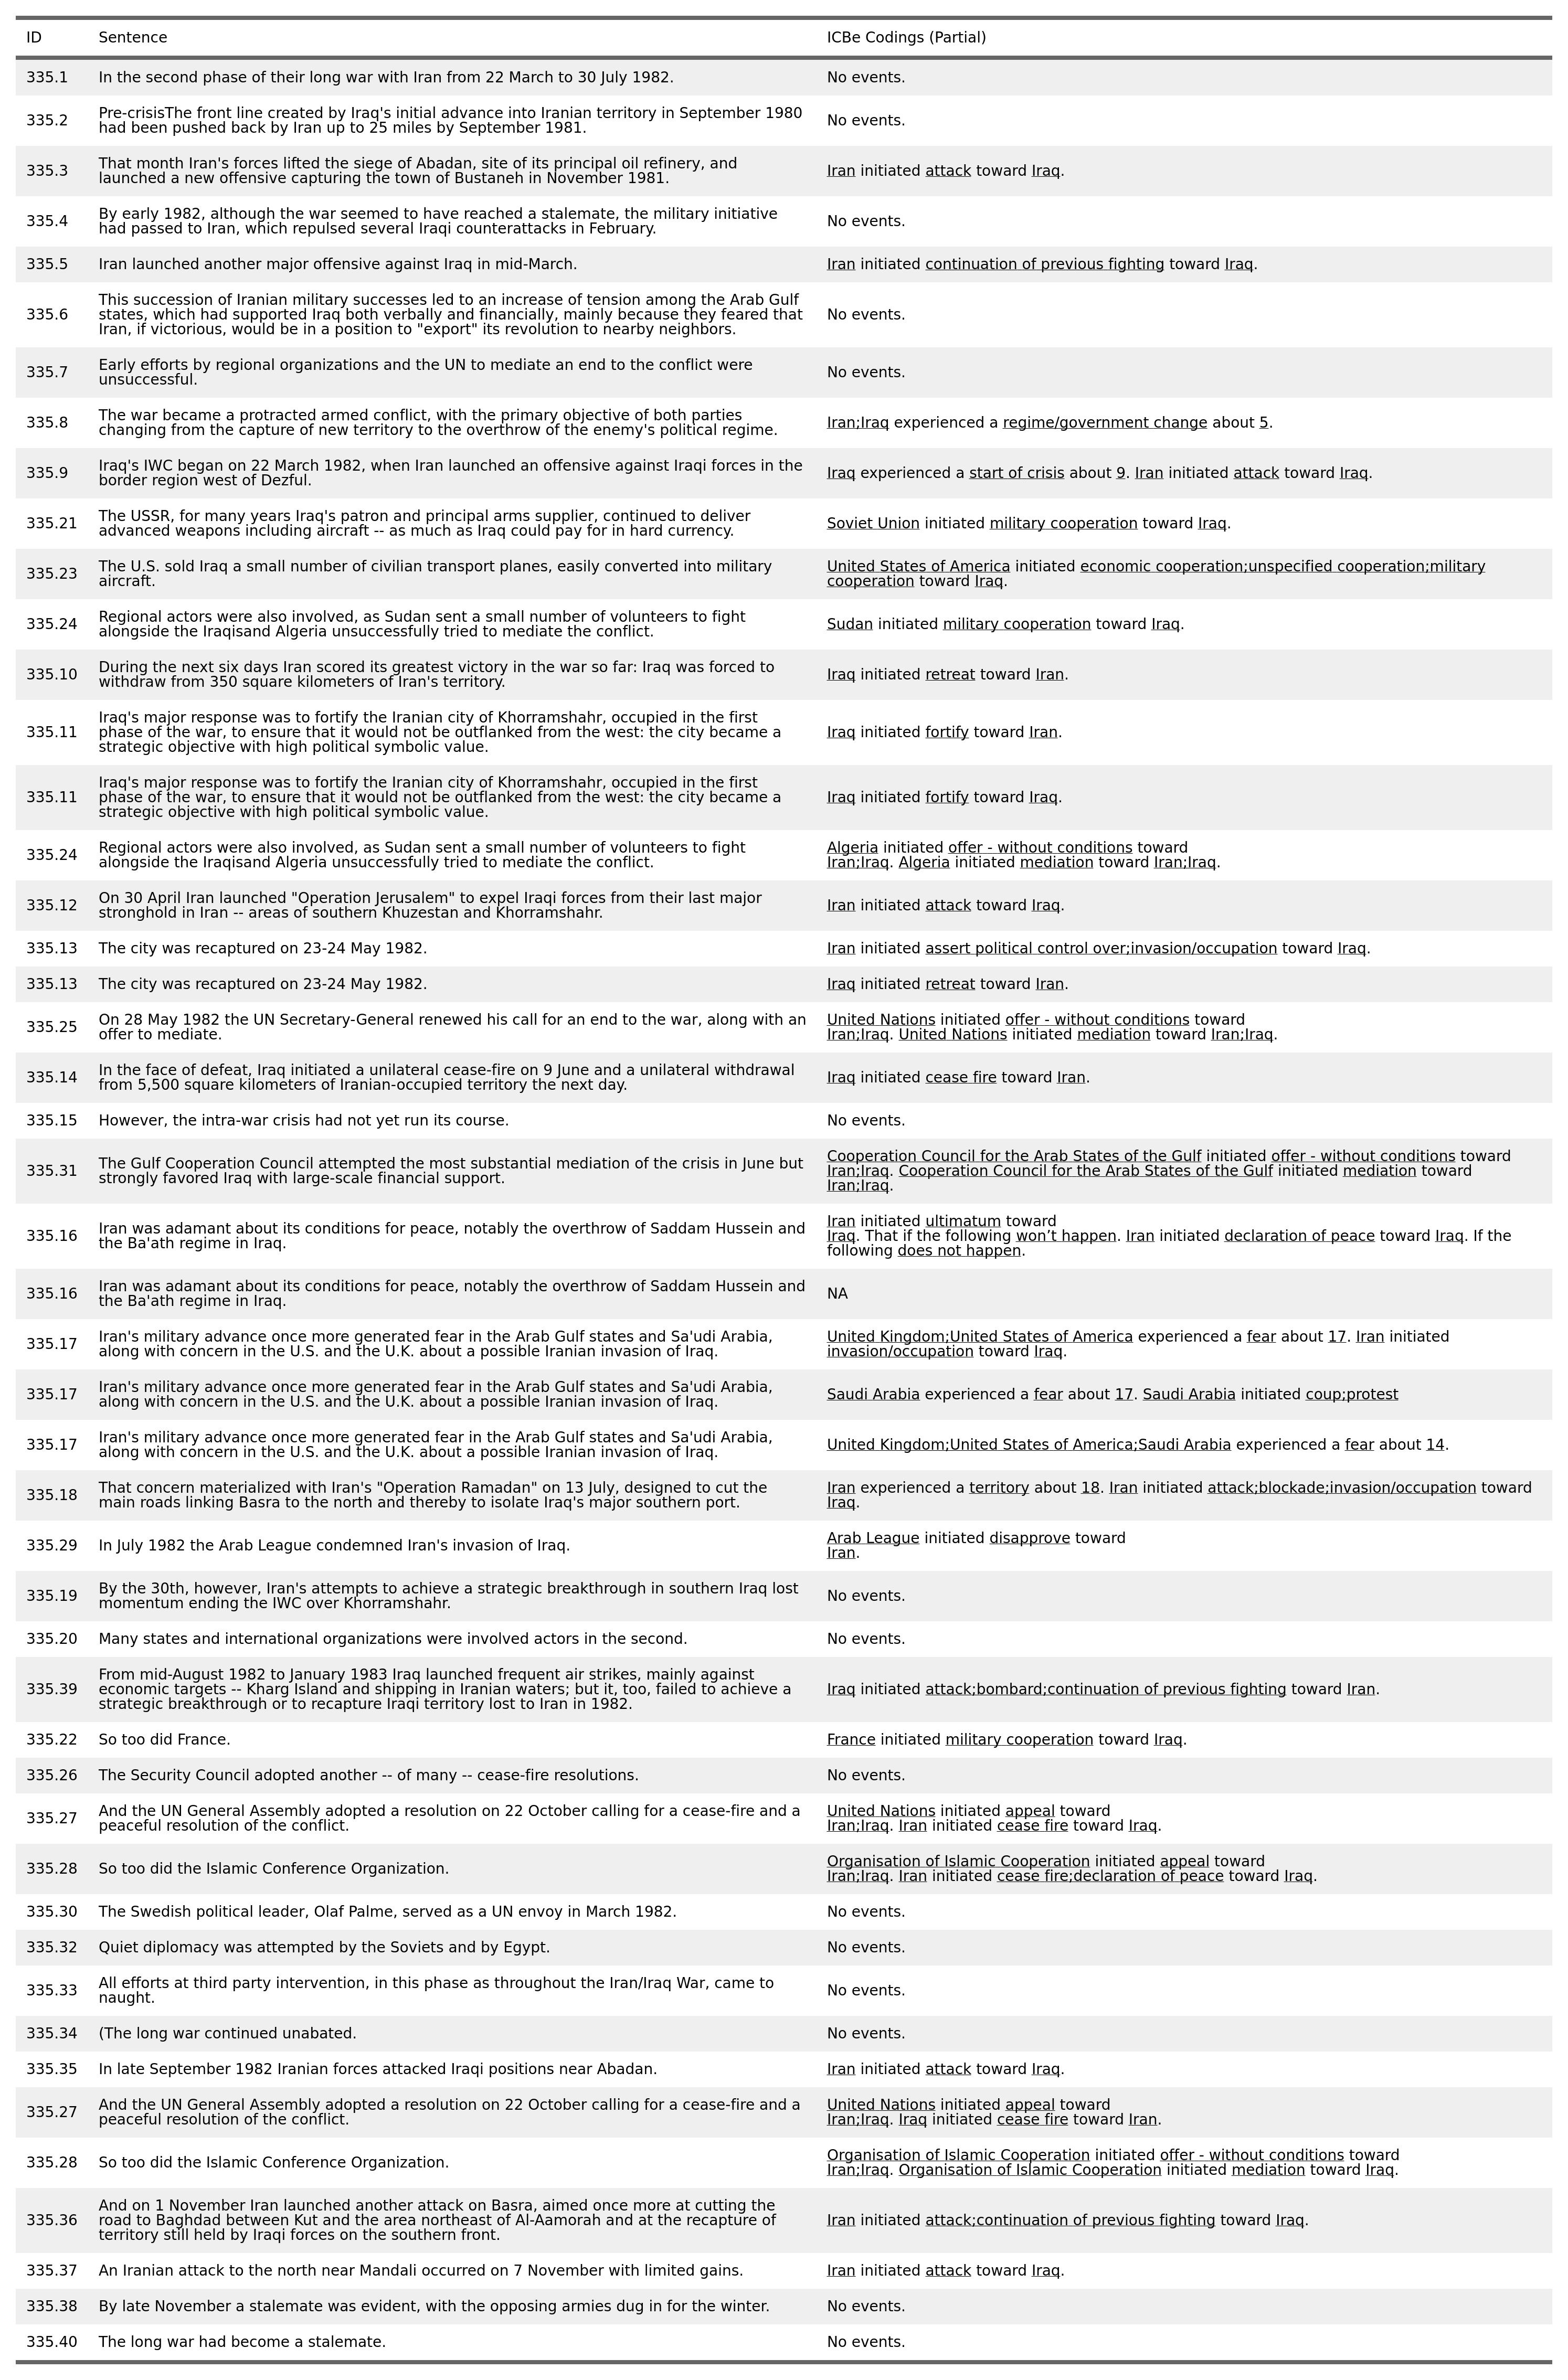 ID Sentence ICBe Codings (Partial)
335.1 In the second phase of their long war with Iran from 22 March to 30 July 1982. No events.
335.2 Pre-crisisThe front line created by Iraq's initial advance into Iranian territory in September 1980
had been pushed back by Iran up to 25 miles by September 1981. No events.
335.3 That month Iran's forces lifted the siege of Abadan, site of its principal oil refinery, and
launched a new offensive capturing the town of Bustaneh in November 1981. Iran initiated attack toward Iraq.
335.4 By early 1982, although the war seemed to have reached a stalemate, the military initiative
had passed to Iran, which repulsed several Iraqi counterattacks in February. No events.
335.5 Iran launched another major offensive against Iraq in mid-March. Iran initiated continuation of previous fighting toward Iraq.
335.6 This succession of Iranian military successes led to an increase of tension among the Arab Gulf
states, which had supported Iraq both verbally and financially, mainly because they feared that
Iran, if victorious, would be in a position to "export" its revolution to nearby neighbors. No events.
335.7 Early efforts by regional organizations and the UN to mediate an end to the conflict were
unsuccessful. No events.
335.8 The war became a protracted armed conflict, with the primary objective of both parties
changing from the capture of new territory to the overthrow of the enemy's political regime. Iran;Iraq experienced a regime/government change about 5.
335.9 Iraq's IWC began on 22 March 1982, when Iran launched an offensive against Iraqi forces in the
border region west of Dezful. Iraq experienced a start of crisis about 9. Iran initiated attack toward Iraq.
335.21 The USSR, for many years Iraq's patron and principal arms supplier, continued to deliver
advanced weapons including aircraft -- as much as Iraq could pay for in hard currency. Soviet Union initiated military cooperation toward Iraq.
335.23 The U.S. sold Iraq a small number of civilian transport planes, easily converted into military
aircraft. United States of America initiated economic cooperation;unspecified cooperation;military
cooperation toward Iraq.
335.24 Regional actors were also involved, as Sudan sent a small number of volunteers to fight
alongside the Iraqisand Algeria unsuccessfully tried to mediate the conflict. Sudan initiated military cooperation toward Iraq.
335.10 During the next six days Iran scored its greatest victory in the war so far: Iraq was forced to
withdraw from 350 square kilometers of Iran's territory. Iraq initiated retreat toward Iran.
335.11 Iraq's major response was to fortify the Iranian city of Khorramshahr, occupied in the first
phase of the war, to ensure that it would not be outflanked from the west: the city became a
strategic objective with high political symbolic value. Iraq initiated fortify toward Iran.
335.11 Iraq's major response was to fortify the Iranian city of Khorramshahr, occupied in the first
phase of the war, to ensure that it would not be outflanked from the west: the city became a
strategic objective with high political symbolic value. Iraq initiated fortify toward Iraq.
335.24 Regional actors were also involved, as Sudan sent a small number of volunteers to fight
alongside the Iraqisand Algeria unsuccessfully tried to mediate the conflict. Algeria initiated offer - without conditions toward
Iran;Iraq. Algeria initiated mediation toward Iran;Iraq.
335.12 On 30 April Iran launched "Operation Jerusalem" to expel Iraqi forces from their last major
stronghold in Iran -- areas of southern Khuzestan and Khorramshahr. Iran initiated attack toward Iraq.
335.13 The city was recaptured on 23-24 May 1982. Iran initiated assert political control over;invasion/occupation toward Iraq.
335.13 The city was recaptured on 23-24 May 1982. Iraq initiated retreat toward Iran.
335.25 On 28 May 1982 the UN Secretary-General renewed his call for an end to the war, along with an
offer to mediate. United Nations initiated offer - without conditions toward
Iran;Iraq. United Nations initiated mediation toward Iran;Iraq.
335.14 In the face of defeat, Iraq initiated a unilateral cease-fire on 9 June and a unilateral withdrawal
from 5,500 square kilometers of Iranian-occupied territory the next day. Iraq initiated cease fire toward Iran.
335.15 However, the intra-war crisis had not yet run its course. No events.
335.31 The Gulf Cooperation Council attempted the most substantial mediation of the crisis in June but
strongly favored Iraq with large-scale financial support. Cooperation Council for the Arab States of the Gulf initiated offer - without conditions toward
Iran;Iraq. Cooperation Council for the Arab States of the Gulf initiated mediation toward
Iran;Iraq.
335.16 Iran was adamant about its conditions for peace, notably the overthrow of Saddam Hussein and
the Ba'ath regime in Iraq. Iran initiated ultimatum toward
Iraq. That if the following won’t happen. Iran initiated declaration of peace toward Iraq. If the
following does not happen.
335.16 Iran was adamant about its conditions for peace, notably the overthrow of Saddam Hussein and
the Ba'ath regime in Iraq. NA
335.17 Iran's military advance once more generated fear in the Arab Gulf states and Sa'udi Arabia,
along with concern in the U.S. and the U.K. about a possible Iranian invasion of Iraq. United Kingdom;United States of America experienced a fear about 17. Iran initiated
invasion/occupation toward Iraq.
335.17 Iran's military advance once more generated fear in the Arab Gulf states and Sa'udi Arabia,
along with concern in the U.S. and the U.K. about a possible Iranian invasion of Iraq. Saudi Arabia experienced a fear about 17. Saudi Arabia initiated coup;protest
335.17 Iran's military advance once more generated fear in the Arab Gulf states and Sa'udi Arabia,
along with concern in the U.S. and the U.K. about a possible Iranian invasion of Iraq. United Kingdom;United States of America;Saudi Arabia experienced a fear about 14.
335.18 That concern materialized with Iran's "Operation Ramadan" on 13 July, designed to cut the
main roads linking Basra to the north and thereby to isolate Iraq's major southern port. Iran experienced a territory about 18. Iran initiated attack;blockade;invasion/occupation toward
Iraq.
335.29 In July 1982 the Arab League condemned Iran's invasion of Iraq. Arab League initiated disapprove toward
Iran.
335.19 By the 30th, however, Iran's attempts to achieve a strategic breakthrough in southern Iraq lost
momentum ending the IWC over Khorramshahr. No events.
335.20 Many states and international organizations were involved actors in the second. No events.
335.39 From mid-August 1982 to January 1983 Iraq launched frequent air strikes, mainly against
economic targets -- Kharg Island and shipping in Iranian waters; but it, too, failed to achieve a
strategic breakthrough or to recapture Iraqi territory lost to Iran in 1982. Iraq initiated attack;bombard;continuation of previous fighting toward Iran.
335.22 So too did France. France initiated military cooperation toward Iraq.
335.26 The Security Council adopted another -- of many -- cease-fire resolutions. No events.
335.27 And the UN General Assembly adopted a resolution on 22 October calling for a cease-fire and a
peaceful resolution of the conflict. United Nations initiated appeal toward
Iran;Iraq. Iran initiated cease fire toward Iraq.
335.28 So too did the Islamic Conference Organization. Organisation of Islamic Cooperation initiated appeal toward
Iran;Iraq. Iran initiated cease fire;declaration of peace toward Iraq.
335.30 The Swedish political leader, Olaf Palme, served as a UN envoy in March 1982. No events.
335.32 Quiet diplomacy was attempted by the Soviets and by Egypt. No events.
335.33 All efforts at third party intervention, in this phase as throughout the Iran/Iraq War, came to
naught. No events.
335.34 (The long war continued unabated. No events.
335.35 In late September 1982 Iranian forces attacked Iraqi positions near Abadan. Iran initiated attack toward Iraq.
335.27 And the UN General Assembly adopted a resolution on 22 October calling for a cease-fire and a
peaceful resolution of the conflict. United Nations initiated appeal toward
Iran;Iraq. Iraq initiated cease fire toward Iran.
335.28 So too did the Islamic Conference Organization. Organisation of Islamic Cooperation initiated offer - without conditions toward
Iran;Iraq. Organisation of Islamic Cooperation initiated mediation toward Iraq.
335.36 And on 1 November Iran launched another attack on Basra, aimed once more at cutting the
road to Baghdad between Kut and the area northeast of Al-Aamorah and at the recapture of
territory still held by Iraqi forces on the southern front. Iran initiated attack;continuation of previous fighting toward Iraq.
335.37 An Iranian attack to the north near Mandali occurred on 7 November with limited gains. Iran initiated attack toward Iraq.
335.38 By late November a stalemate was evident, with the opposing armies dug in for the winter. No events.
335.40 The long war had become a stalemate. No events.